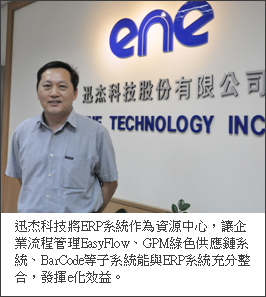 ene
迅杰科技股份有限公司
NE TECHNOLOGY INC
迅杰科技將ERP系統作為資源中心，讓企
業流程管理EasyFlow、GPM綠色供應鏈系
統、BarCode等子系統能與ERP系統充分整
合，發揮e化效益。